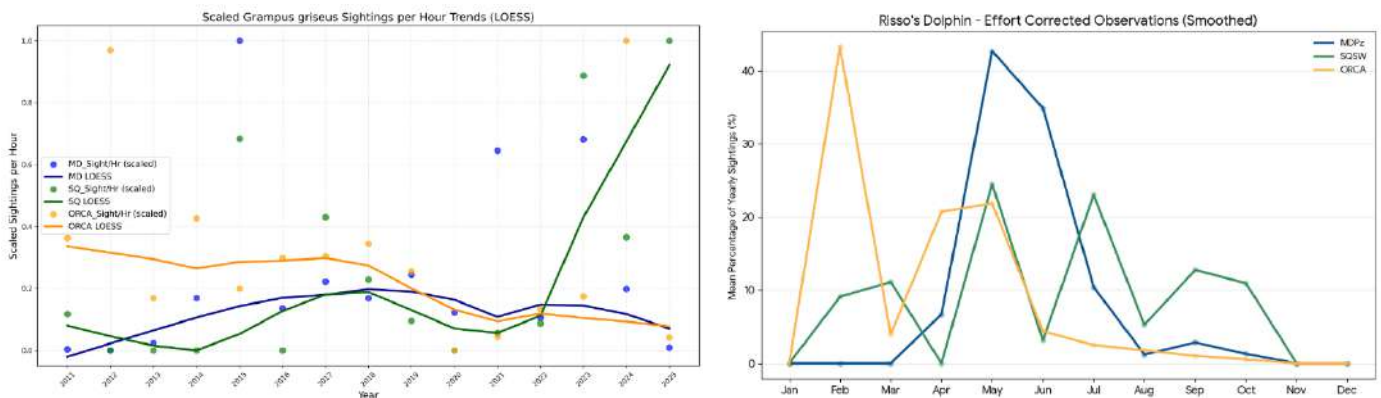 Scaled Grampus griseus Sightings per Hour Trends (LOESS)
1.0
0.8
0.6
0.4
0.2
0.0
Scaled Sightings per Hour
MD_Sight/Hr (scaled)
MD LOESS
SQ_Sight/Hr (scaled)
SQ LOESS
ORCA_Sight/Hr (scaled)
ORCA LOESS
2011 2012 2013 2014 2015 2016 2017 2018 2019 2020 2021 2022 2023 2024 2025
Year
Risso's Dolphin - Effort Corrected Observations (Smoothed)
MDPz
SQSW
ORCA
40
30
20
10
0
Mean Percentage of Yearly Sightings (%)
Jan Feb Mar Apr May Jun Jul Aug Sep Oct Nov Dec